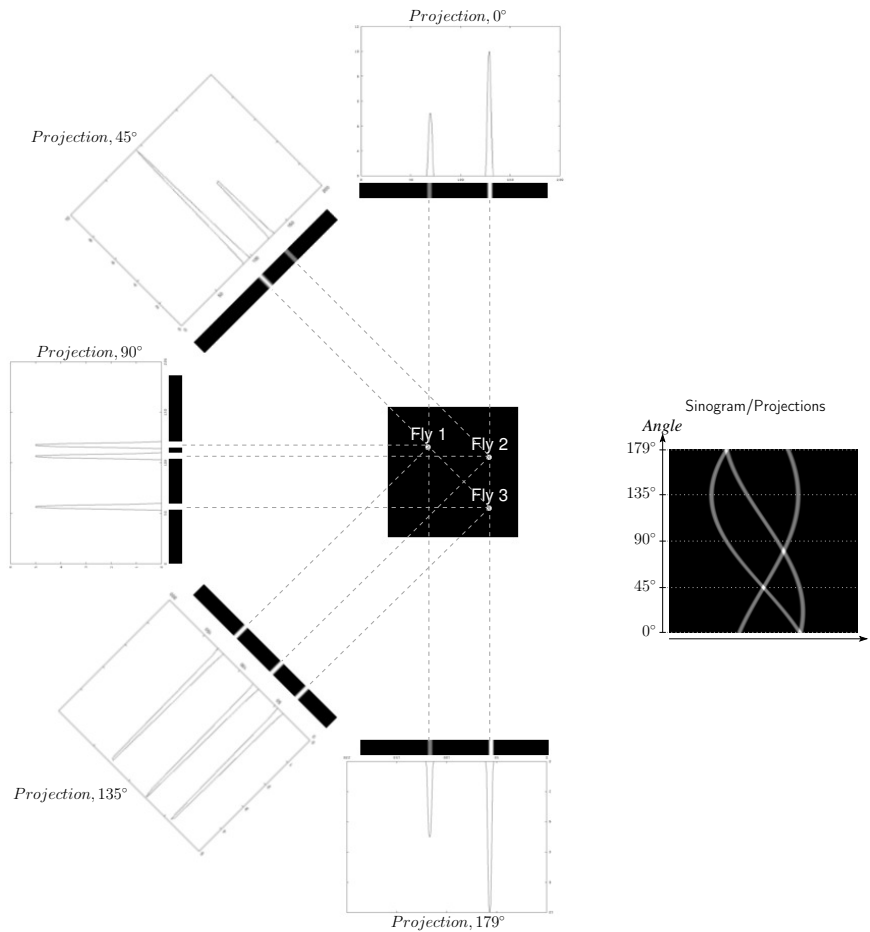 Projection, 0°
Projection, 45°
Projection, 90°
Fly 1
Fly 2
Fly 3
Sinogram/Projections
Angle
179°
135°
90°
45°
0°
Projection, 135°
Projection, 179°